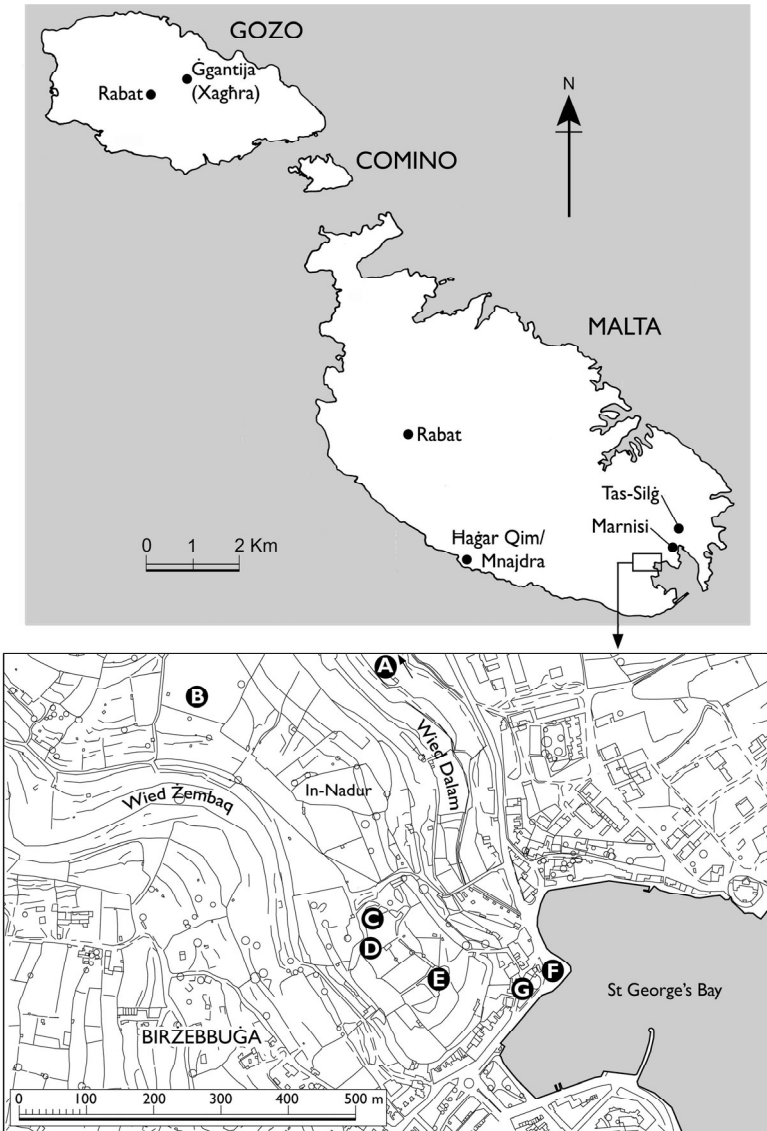 GOZO
Ġgantija
(Xagħra)
Rabat
N
COMINO
MALTA
Rabat
Tas-Silġ
Marnisi
Ħaġar Qim/
Mnajdra
0 1 2 Km
A
B
Wied Dalam
In-Nadur
Wied Żembaq
C
D
E
F
G
St George's Bay
BIRŻEBBUĠA
0 100 200 300 400 500 m